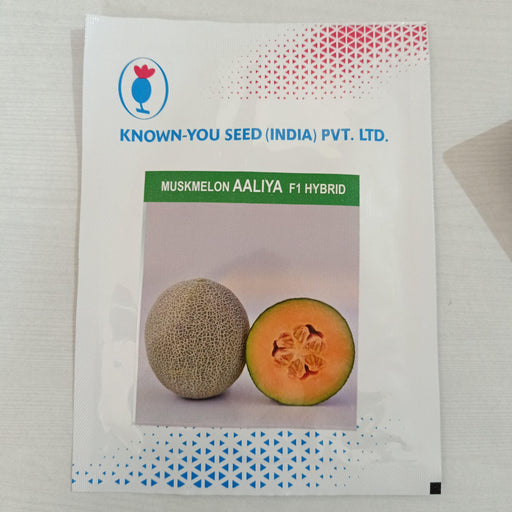 KNOWN-YOU SEED (INDIA) PVT. LTD.
MUSKMELON AALIYA F1 HYBRID